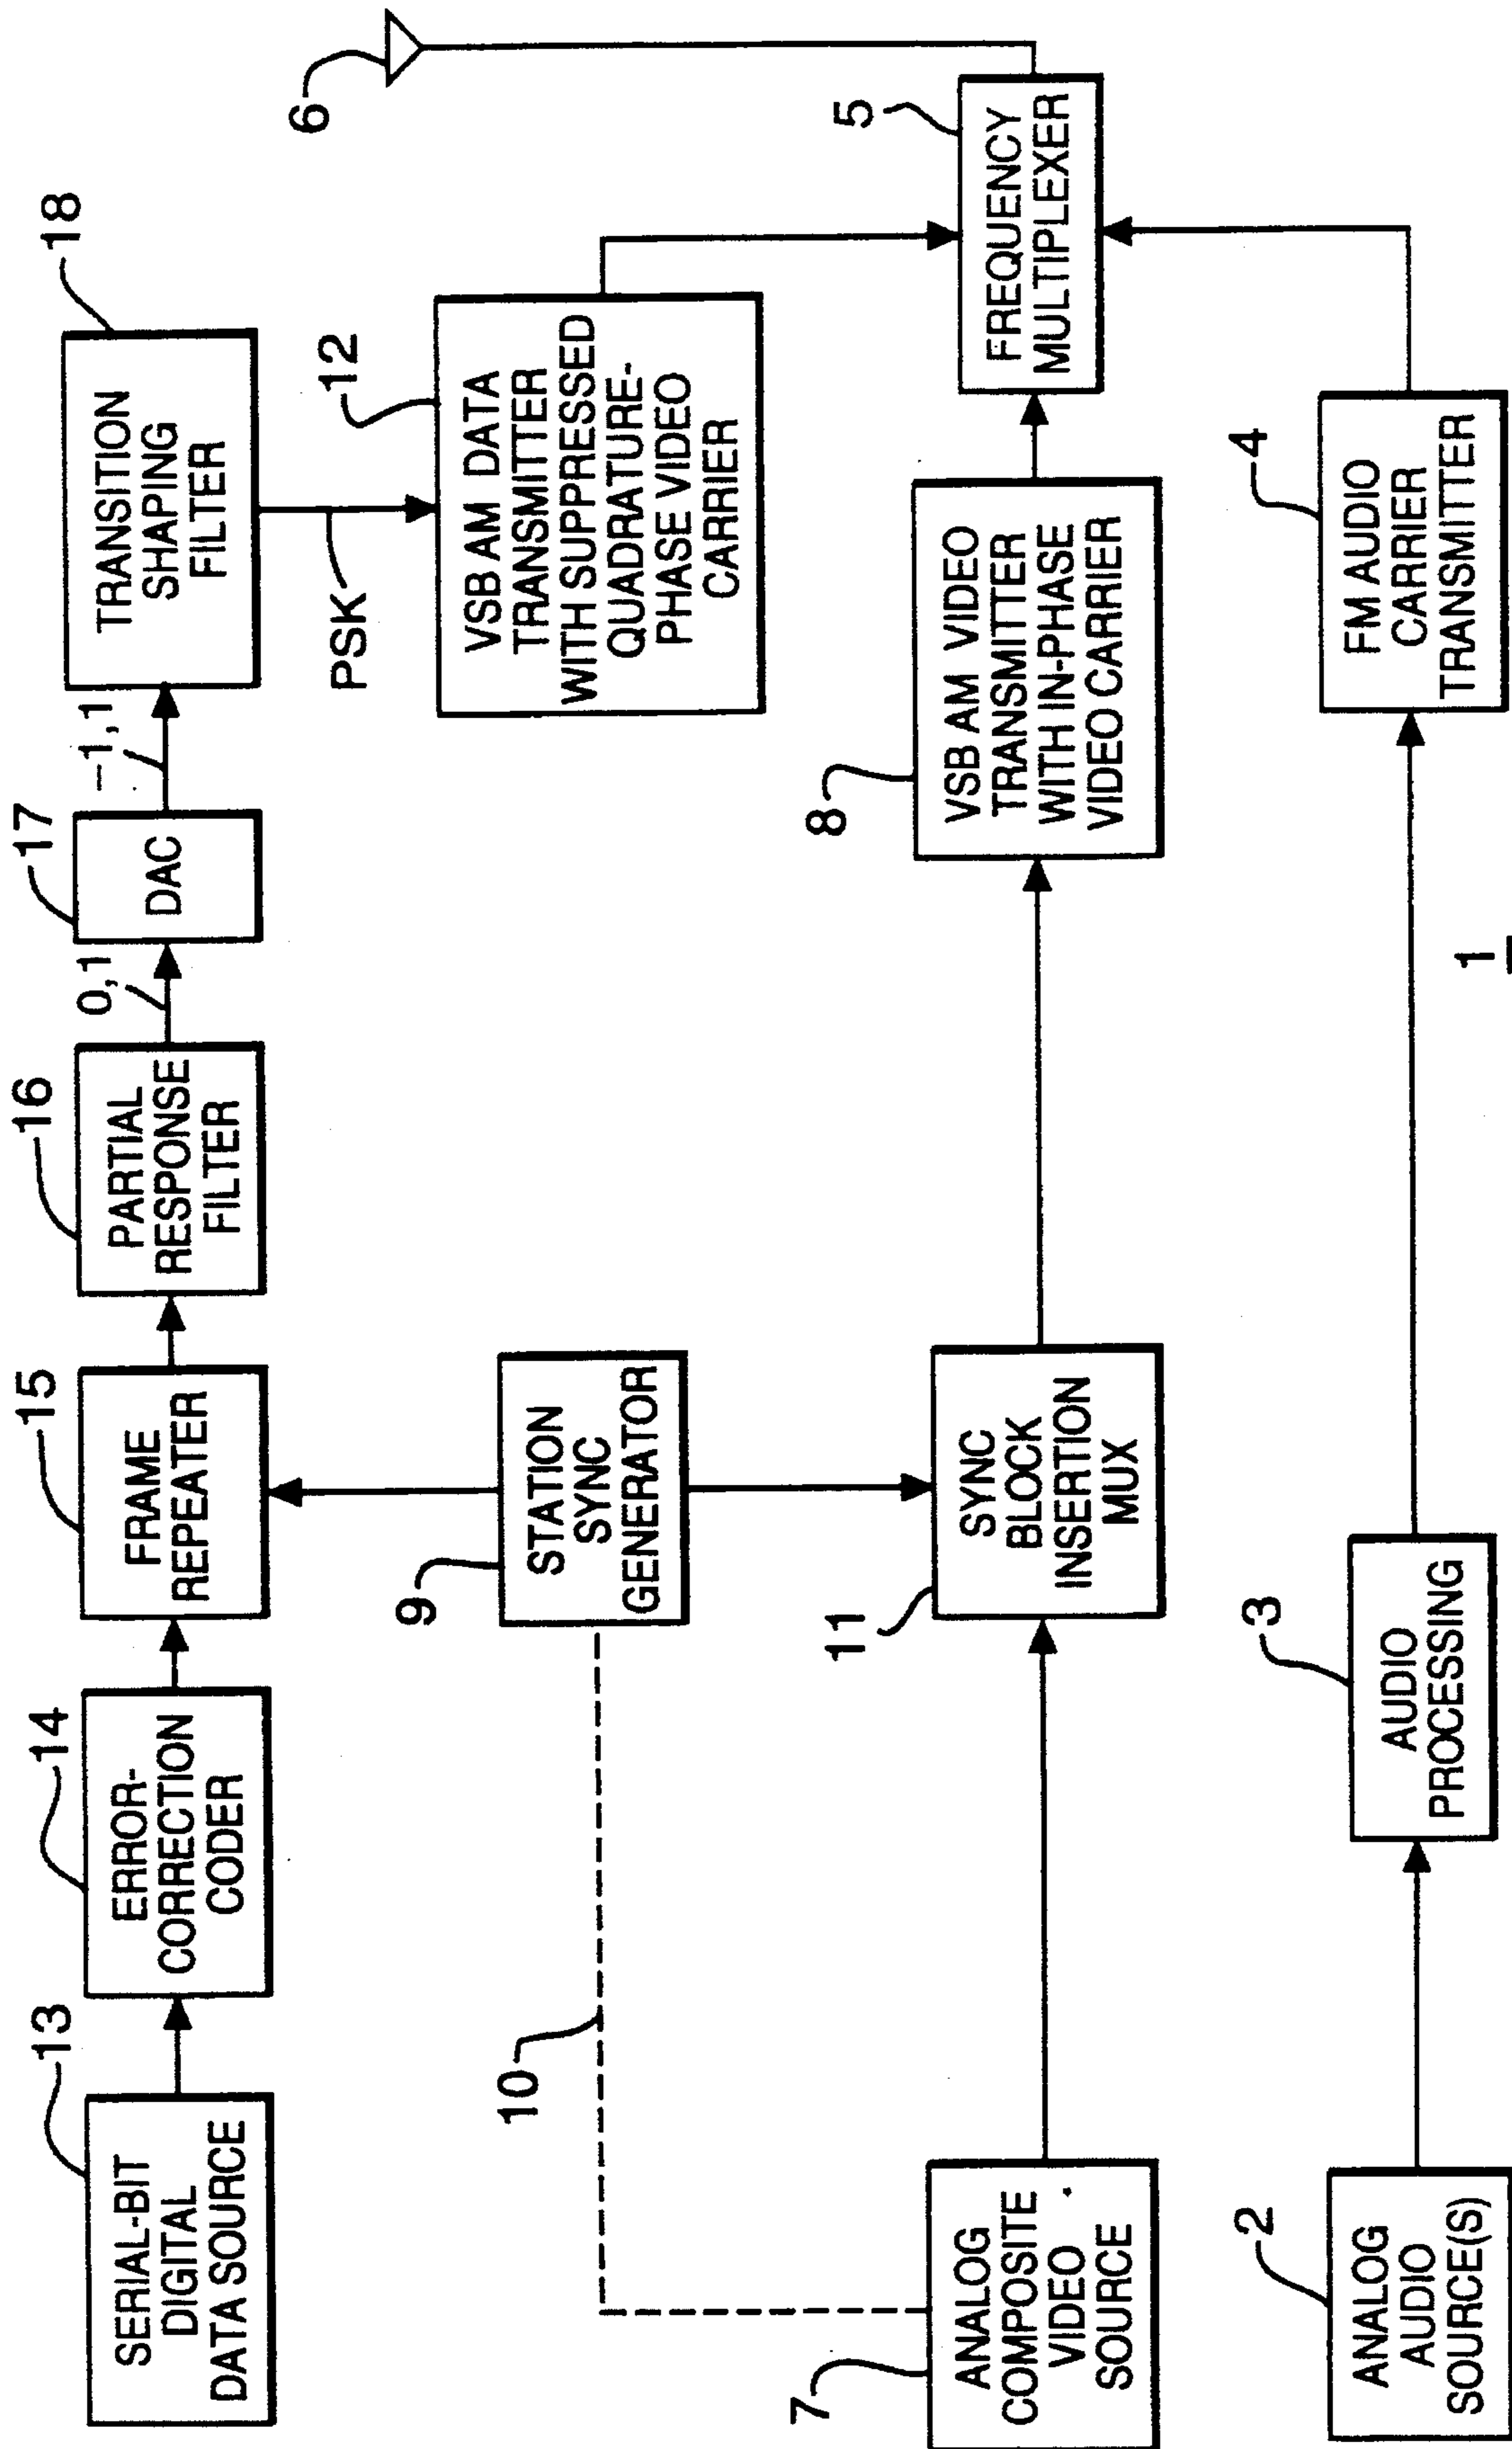 13
SERIAL-BIT
DIGITAL
DATA SOURCE
14
ERROR-
CORRECTION
CODER
15
FRAME
REPEATER
16
PARTIAL
RESPONSE
FILTER
0,1
17
DAC
−1,1
18
TRANSITION
SHAPING
FILTER
PSK
12
VSB AM DATA
TRANSMITTER
WITH SUPPRESSED
QUADRATURE-
PHASE VIDEO
CARRIER
6
9
STATION
SYNC
GENERATOR
10
7
ANALOG
COMPOSITE
VIDEO
SOURCE
11
SYNC
BLOCK
INSERTION
MUX
8
VSB AM VIDEO
TRANSMITTER
WITH IN-PHASE
VIDEO CARRIER
5
FREQUENCY
MULTIPLEXER
2
ANALOG
AUDIO
SOURCE(S)
3
AUDIO
PROCESSING
4
FM AUDIO
CARRIER
TRANSMITTER
1